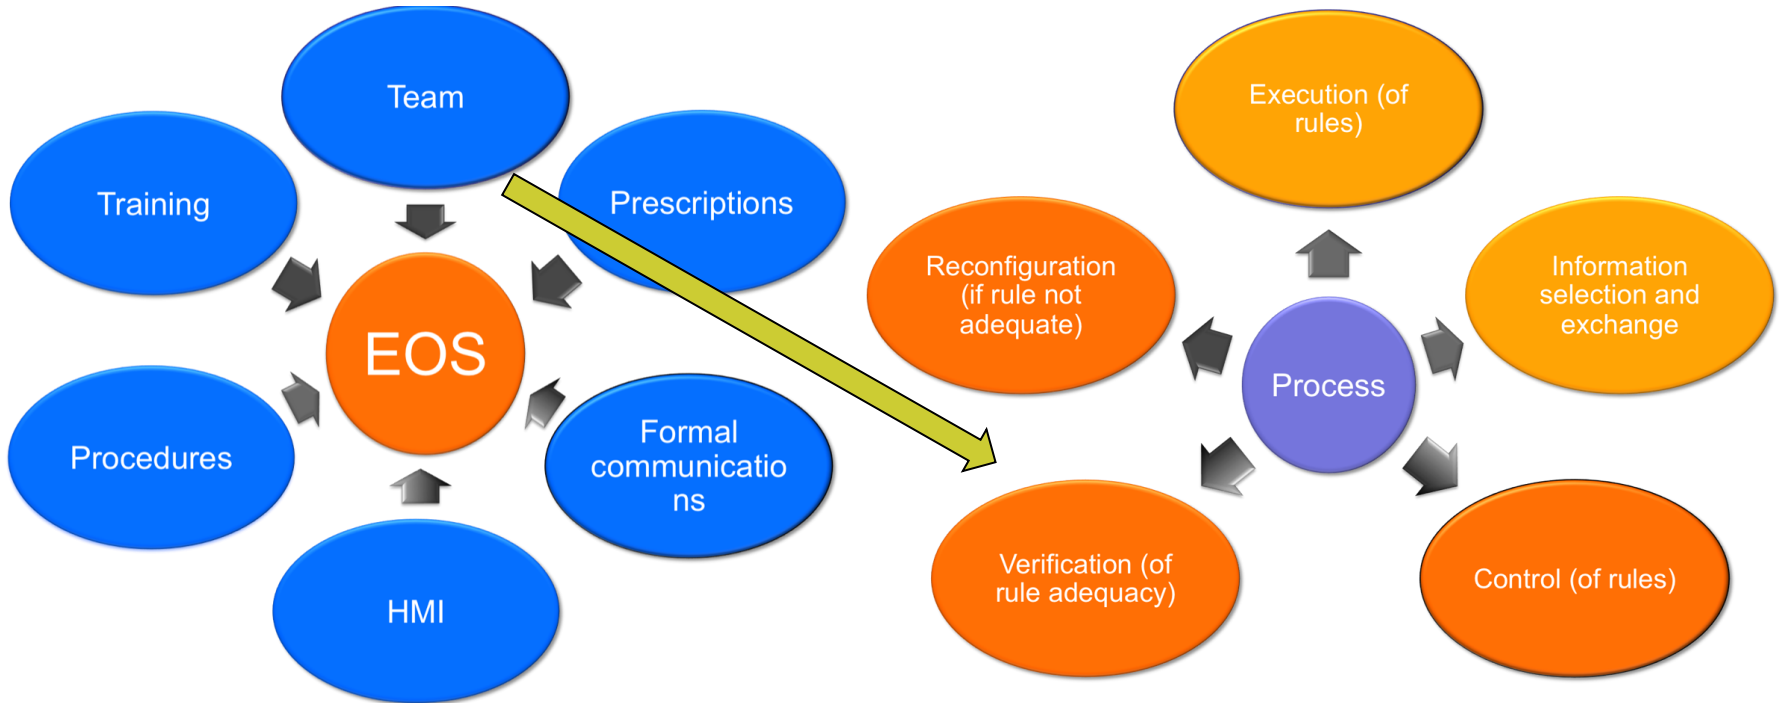 Team
Training
Prescriptions
EOS
Procedures
Formal
communicatio
ns
HMI
Execution (of
rules)
Reconfiguration
(if rule not
adequate)
Information
selection and
exchange
Process
Verification (of
rule adequacy)
Control (of rules)